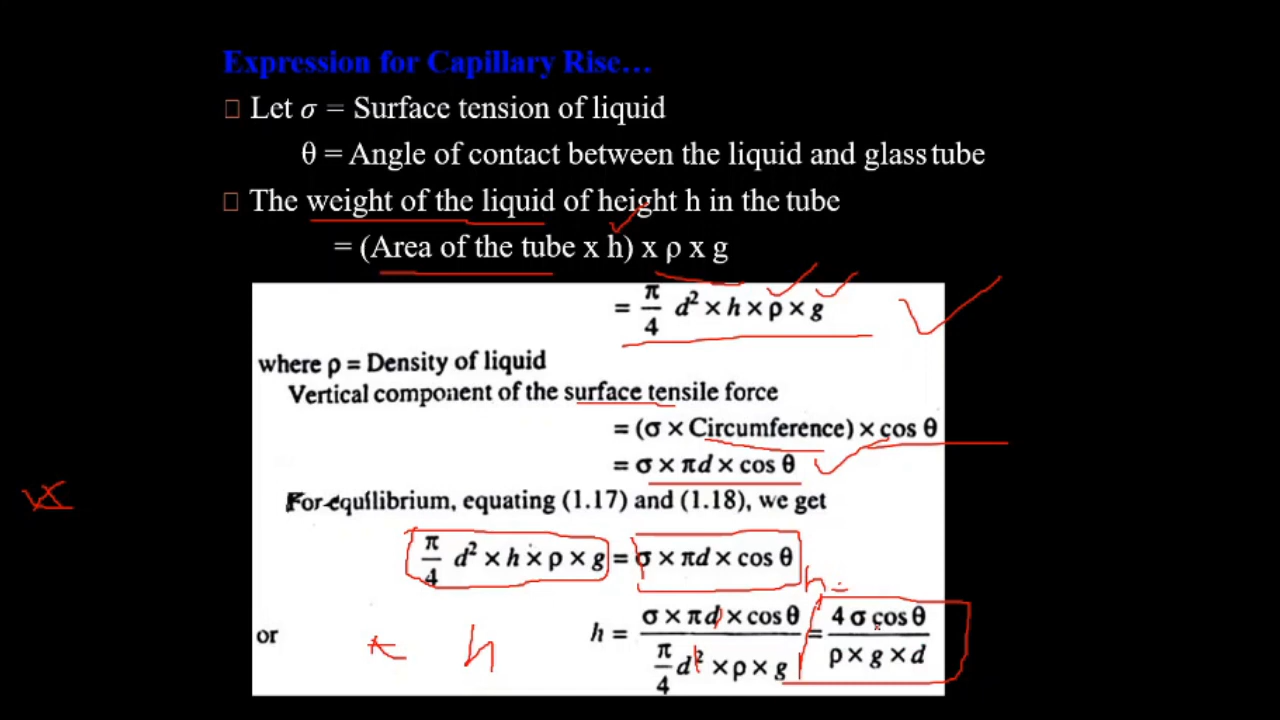 Expression for Capillary Rise...
Let σ = Surface tension of liquid
θ = Angle of contact between the liquid and glass tube
The weight of the liquid of height h in the tube
= (Area of the tube x h) x ρ x g
= π/4 d² × h × ρ × g
where ρ = Density of liquid
Vertical component of the surface tensile force
= (σ × Circumference) × cos θ
= σ × πd × cos θ
For equilibrium, equating (1.17) and (1.18), we get
π/4 d² × h × ρ × g = σ × πd × cos θ
h =
or h = σ × πd × cos θ / π/4 d² × ρ × g = 4 σ cos θ / ρ × g × d
h